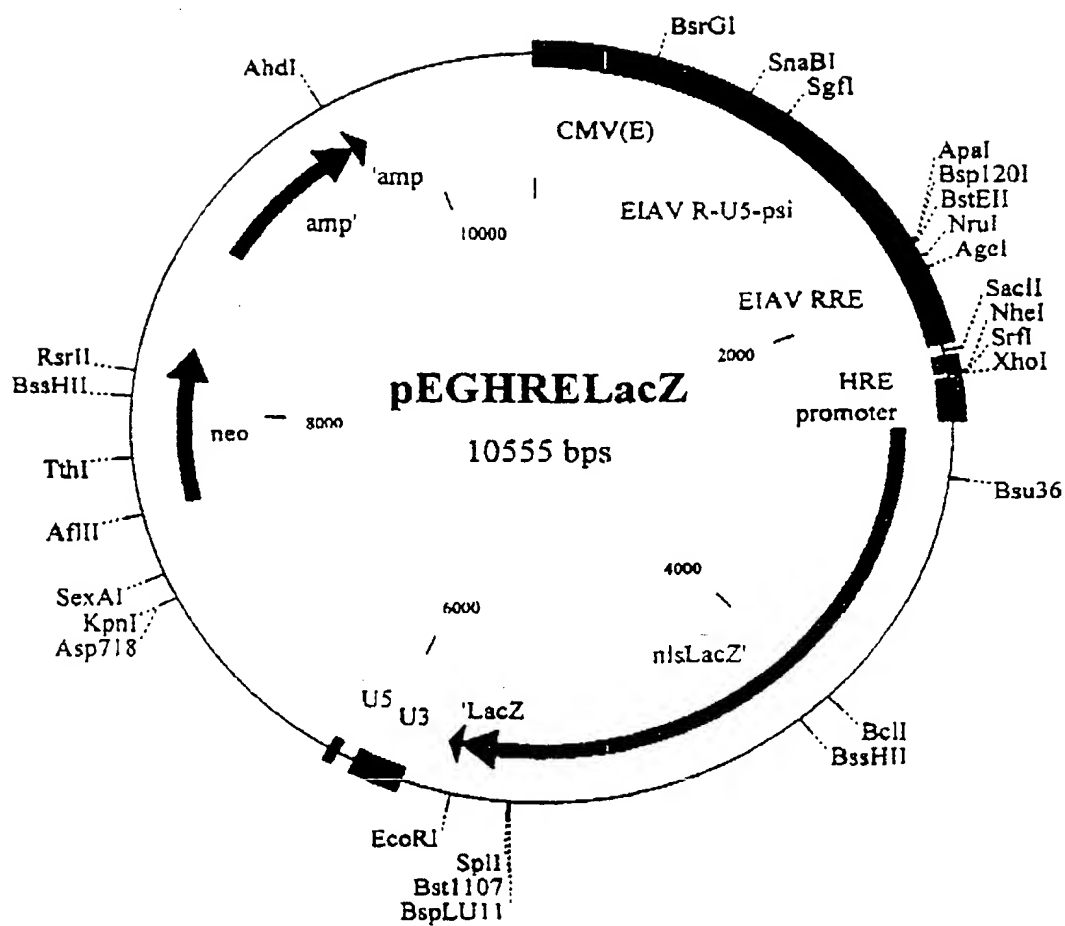 BsrGI
SnaBI
SgfI
AhdI
CMV(E)
'amp
amp'
10000
EIAV R-U5-psi
ApaI
Bsp120I
BstEII
NruI
AgeI
EIAV RRE
SacII
NheI
SrfI
XhoI
2000
RsrII
BssHII
pEGHRELacZ
HRE
promoter
neo
8000
10555 bps
TthI
Bsu36
AflII
4000
SexAI
KpnI
Asp718
6000
nlsLacZ'
U5
U3
'LacZ
BclI
BssHII
EcoRI
SplI
Bst1107
BspLU11